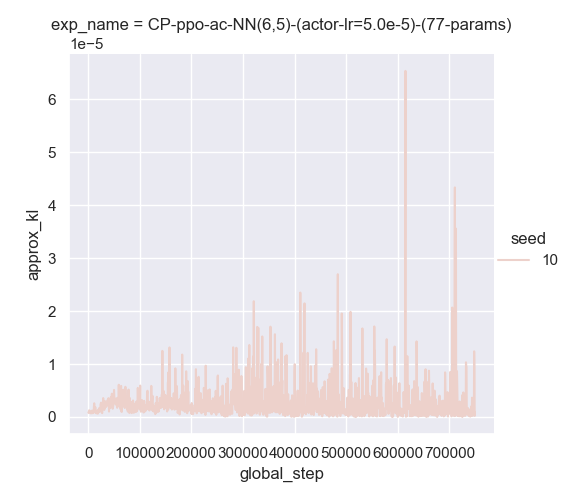 exp_name = CP-ppo-ac-NN(6,5)-(actor-lr=5.0e-5)-(77-params)
1e−5
6
5
4
3
2
1
0
approx_kl
seed
10
0 100000 200000 300000 400000 500000 600000 700000
global_step